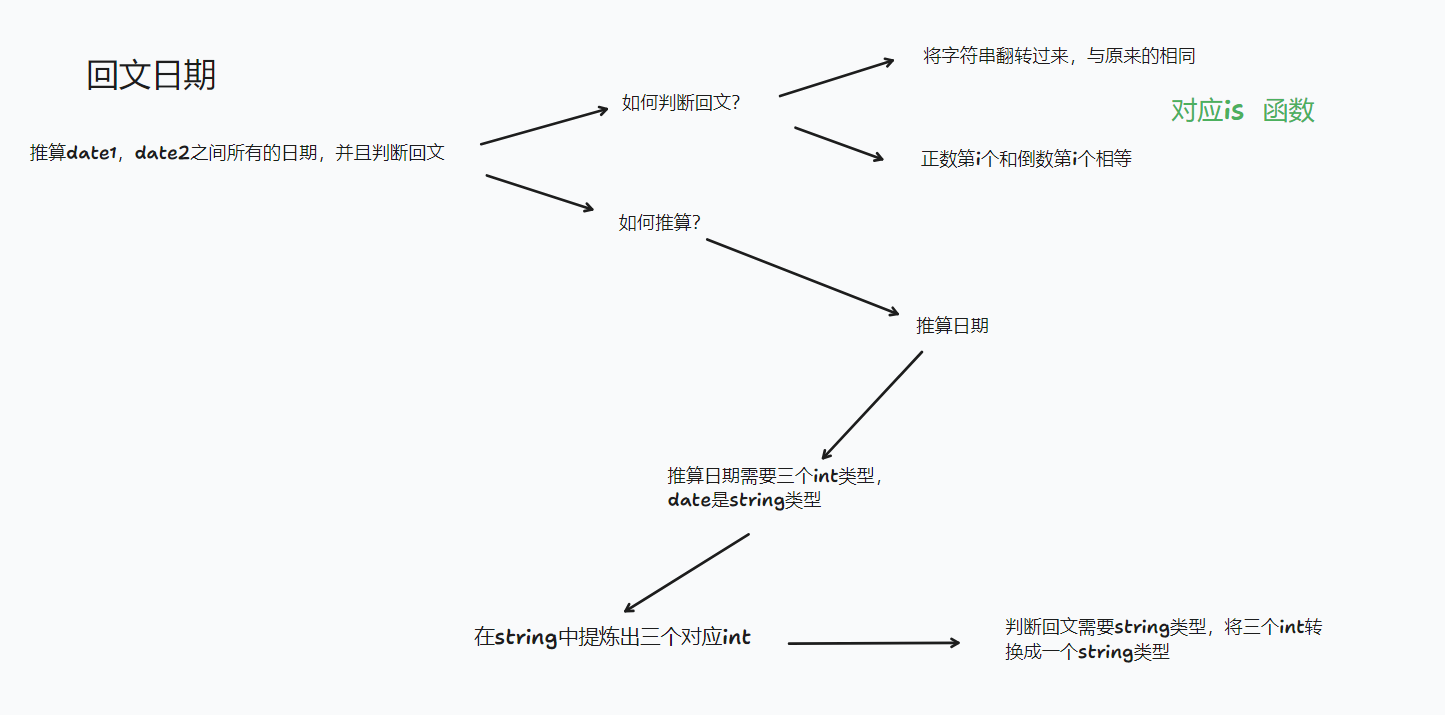 回文日期
推算date1，date2之间所有的日期，并且判断回文
如何判断回文？
将字符串翻转过来，与原来的相同
对应is 函数
正数第i个和倒数第i个相等
如何推算？
推算日期
推算日期需要三个int类型，
date是string类型
在string中提炼出三个对应int
判断回文需要string类型，将三个int转
换成一个string类型